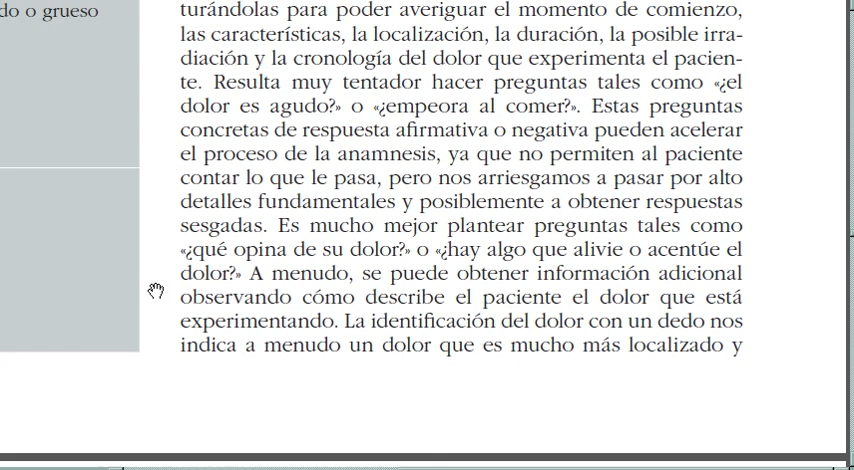 do o grueso
turándolas para poder averiguar el momento de comienzo,
las características, la localización, la duración, la posible irra-
diación y la cronología del dolor que experimenta el pacien-
te. Resulta muy tentador hacer preguntas tales como «¿el
dolor es agudo?» o «¿empeora al comer?». Estas preguntas
concretas de respuesta afirmativa o negativa pueden acelerar
el proceso de la anamnesis, ya que no permiten al paciente
contar lo que le pasa, pero nos arriesgamos a pasar por alto
detalles fundamentales y posiblemente a obtener respuestas
sesgadas. Es mucho mejor plantear preguntas tales como
«¿qué opina de su dolor?» o «¿hay algo que alivie o acentúe el
dolor?» A menudo, se puede obtener información adicional
observando cómo describe el paciente el dolor que está
experimentando. La identificación del dolor con un dedo nos
indica a menudo un dolor que es mucho más localizado y